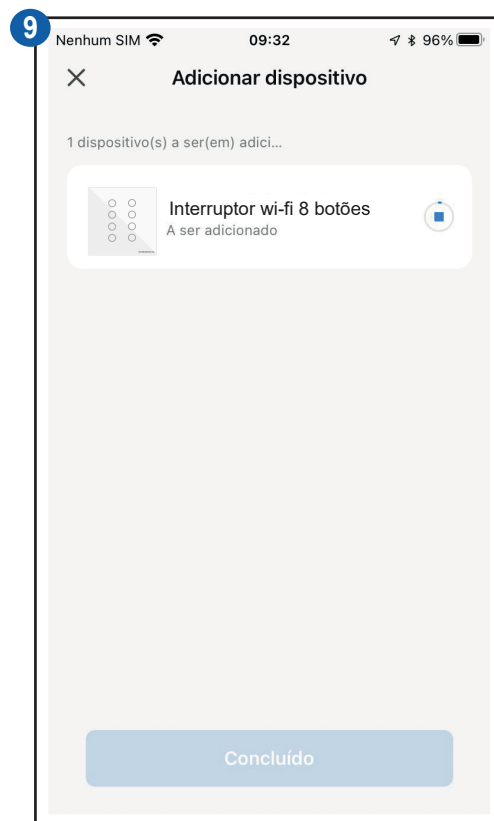 9
Nenhum SIM 09:32 96%
Adicionar dispositivo
1 dispositivo(s) a ser(em) adici...
Interruptor wi-fi 8 botões
A ser adicionado
Concluído